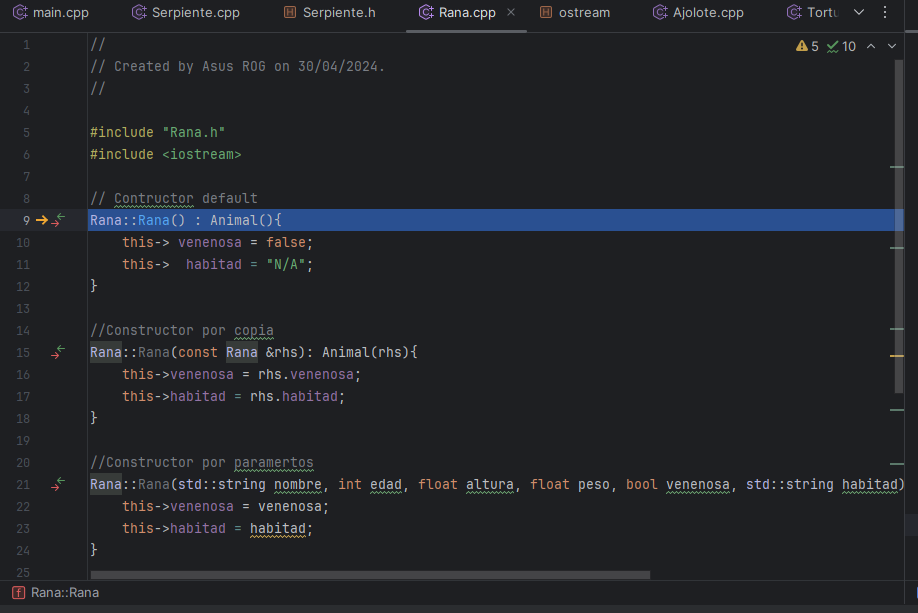 main.cpp Serpiente.cpp Serpiente.h Rana.cpp ostream Ajolote.cpp
5 10
1 //
2 // Created by Asus ROG on 30/04/2024.
3 //
4
5 #include "Rana.h"
6 #include <iostream>
7
8 // Contructor default
9 Rana::Rana() : Animal(){
10 this-> venenosa = false;
11 this->  habitad = "N/A";
12 }
13
14 //Constructor por copia
15 Rana::Rana(const Rana &rhs): Animal(rhs){
16 this->venenosa = rhs.venenosa;
17 this->habitad = rhs.habitad;
18 }
19
20 //Constructor por paramertos
21 Rana::Rana(std::string nombre, int edad, float altura, float peso, bool venenosa, std::string habitad)
22 this->venenosa = venenosa;
23 this->habitad = habitad;
24 }
25
Rana::Rana